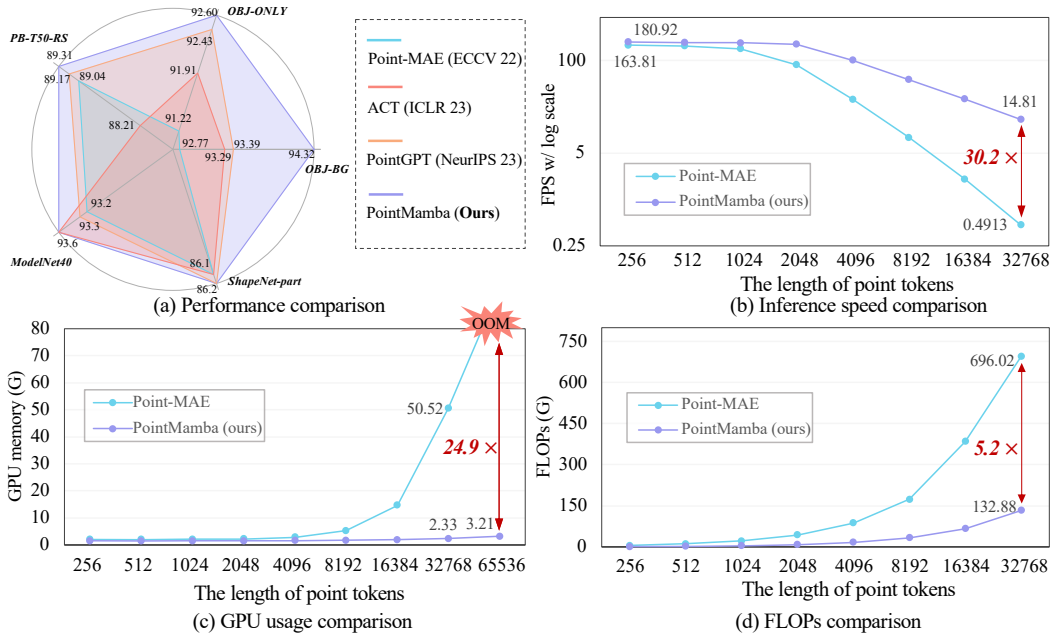 92.60
OBJ-ONLY
PB-T50-RS
92.43
89.31
89.17
89.04
91.91
88.21
91.22
92.77
93.39
93.29
94.32
OBJ-BG
93.2
93.3
93.6
ModelNet40
86.1
86.2
ShapeNet-part
Point-MAE (ECCV 22)
ACT (ICLR 23)
PointGPT (NeurIPS 23)
PointMamba (Ours)
(a) Performance comparison
FPS w/ log scale
100
5
0.25
180.92
163.81
14.81
30.2 ×
0.4913
Point-MAE
PointMamba (ours)
256 512 1024 2048 4096 8192 16384 32768
The length of point tokens
(b) Inference speed comparison
GPU memory (G)
80
70
60
50
40
30
20
10
0
OOM
Point-MAE
PointMamba (ours)
50.52
24.9 ×
2.33
3.21
256 512 1024 2048 4096 8192 16384 32768 65536
The length of point tokens
(c) GPU usage comparison
FLOPs (G)
750
600
450
300
150
0
696.02
Point-MAE
PointMamba (ours)
5.2 ×
132.88
256 512 1024 2048 4096 8192 16384 32768
The length of point tokens
(d) FLOPs comparison